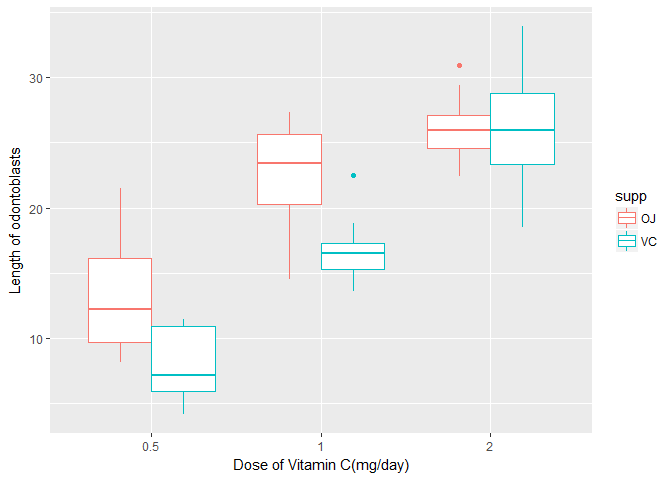 30
20
10
Length of odontoblasts
0.5 1 2
Dose of Vitamin C(mg/day)
supp
OJ
VC